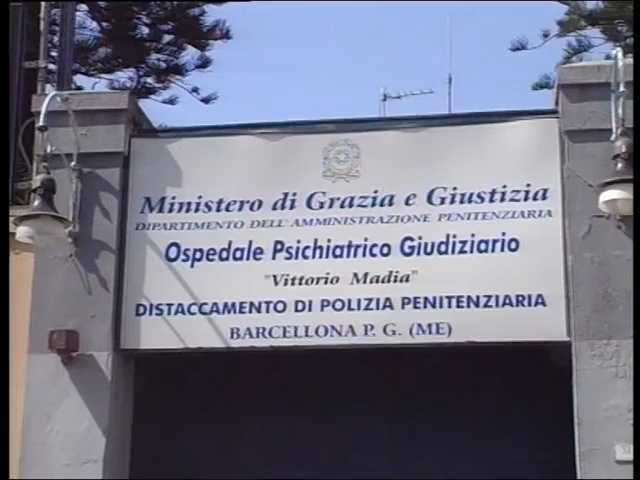 Ministero di Grazia e Giustizia
DIPARTIMENTO DELL'AMMINISTRAZIONE PENITENZIARIA
OSPEDALE PSICHIATRICO GIUDIZIARIO
"VITTORIO MADIA"
DISTACCAMENTO DI POLIZIA PENITENZIARIA
BARCELLONA P. G. (ME)